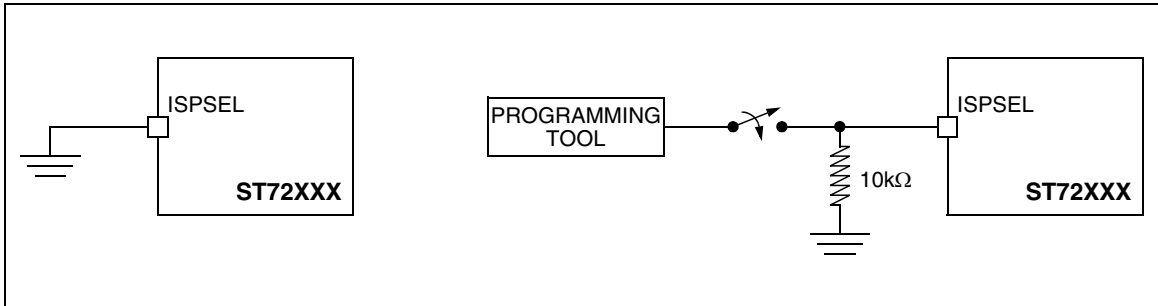 ISPSEL
ST72XXX
PROGRAMMING
TOOL
10kΩ
ISPSEL
ST72XXX